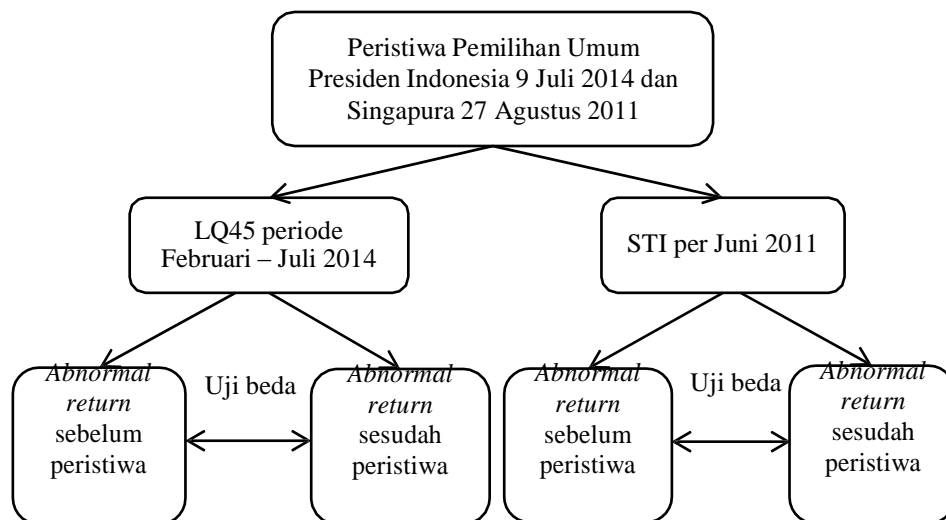 Peristiwa Pemilihan Umum
Presiden Indonesia 9 Juli 2014 dan
Singapura 27 Agustus 2011
LQ45 periode
Februari – Juli 2014
STI per Juni 2011
Abnormal
return
sebelum
peristiwa
Uji beda
Abnormal
return
sesudah
peristiwa
Abnormal
return
sebelum
peristiwa
Uji beda
Abnormal
return
sesudah
peristiwa